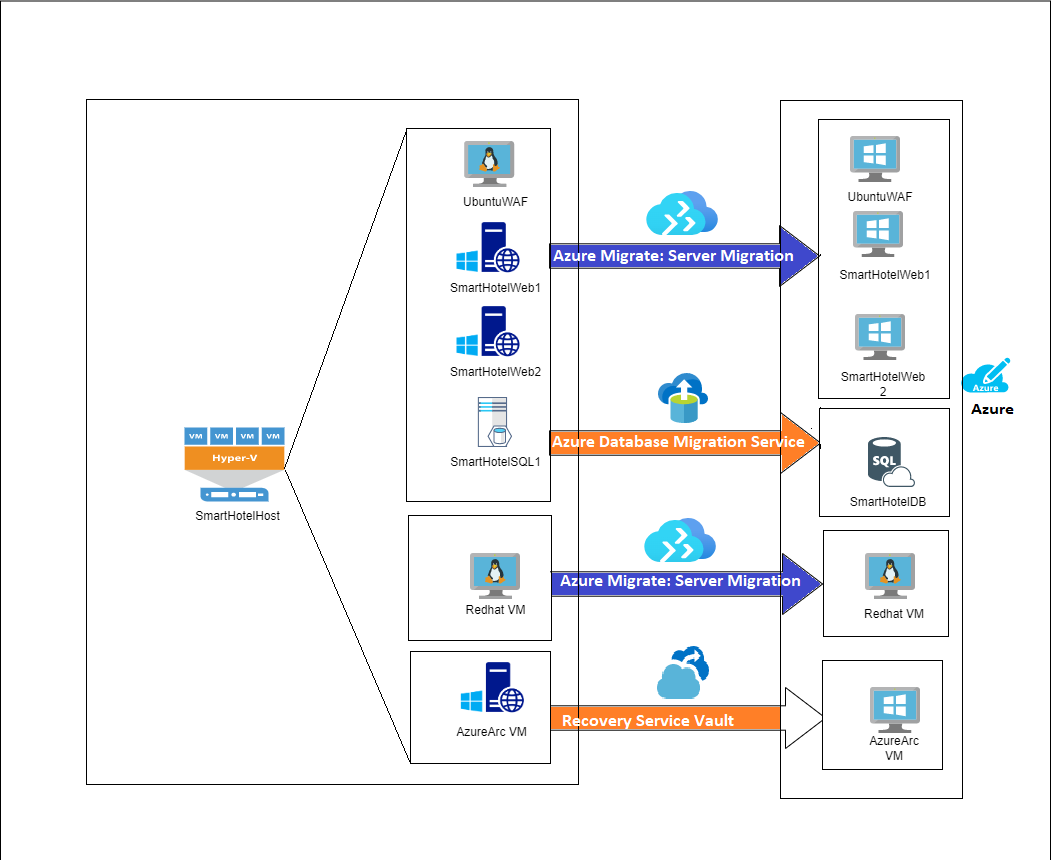 UbuntuWAF
SmartHotelWeb1
SmartHotelWeb2
SmartHotelSQL1
VM VM VM VM
Hyper-V
SmartHotelHost
Redhat VM
AzureArc VM
Azure Migrate: Server Migration
Azure Database Migration Service
Azure Migrate: Server Migration
Recovery Service Vault
UbuntuWAF
SmartHotelWeb1
SmartHotelWeb
2
SQL
SmartHotelDB
Redhat VM
AzureArc
VM
Azure
Azure